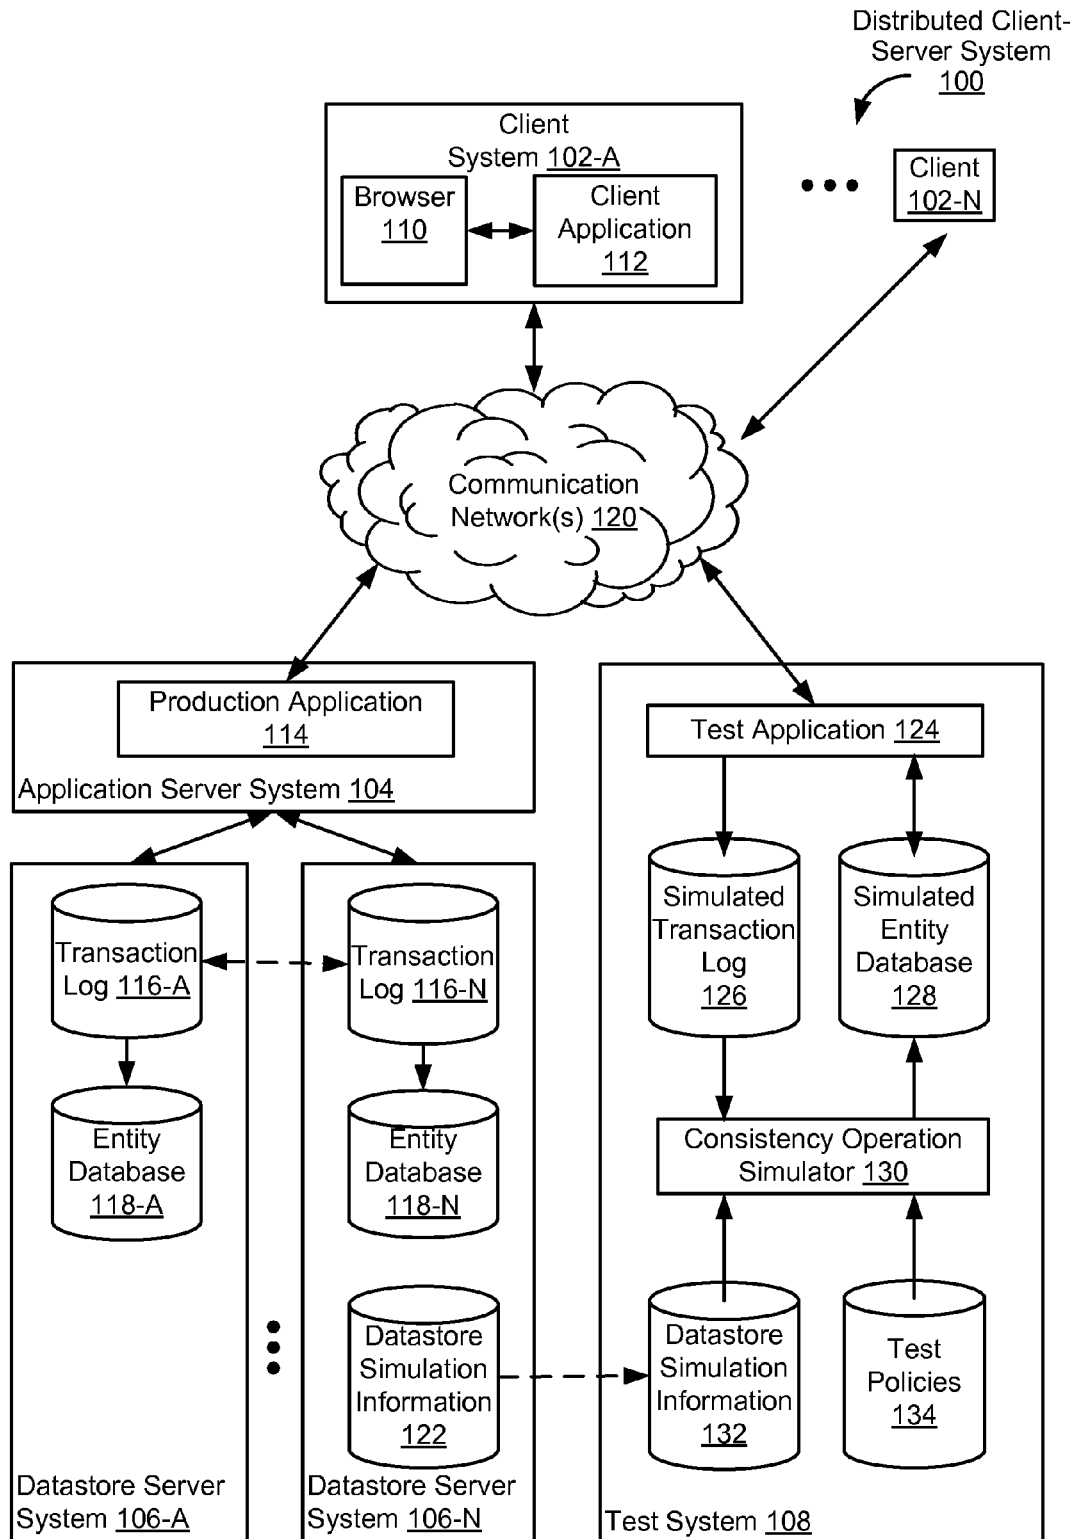 Distributed Client-
Server System
100
Client
System 102-A
Browser
110
Client
Application
112
Client
102-N
Communication
Network(s) 120
Production Application
114
Application Server System 104
Transaction
Log 116-A
Entity
Database
118-A
Datastore Server
System 106-A
Transaction
Log 116-N
Entity
Database
118-N
Datastore
Simulation
Information
122
Datastore Server
System 106-N
Test Application 124
Simulated
Transaction
Log
126
Simulated
Entity
Database
128
Consistency Operation
Simulator 130
Datastore
Simulation
Information
132
Test
Policies
134
Test System 108